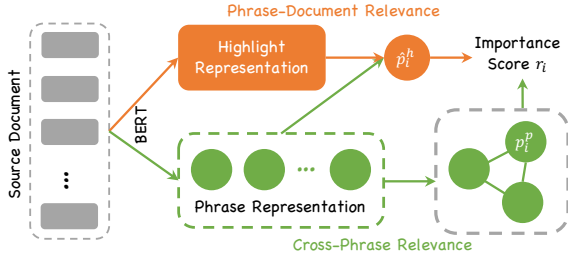 Phrase-Document Relevance
Source Document
BERT
Highlight
Representation
p̂ᵢʰ
Importance
Score rᵢ
...
pᵢᵖ
...
Phrase Representation
Cross-Phrase Relevance